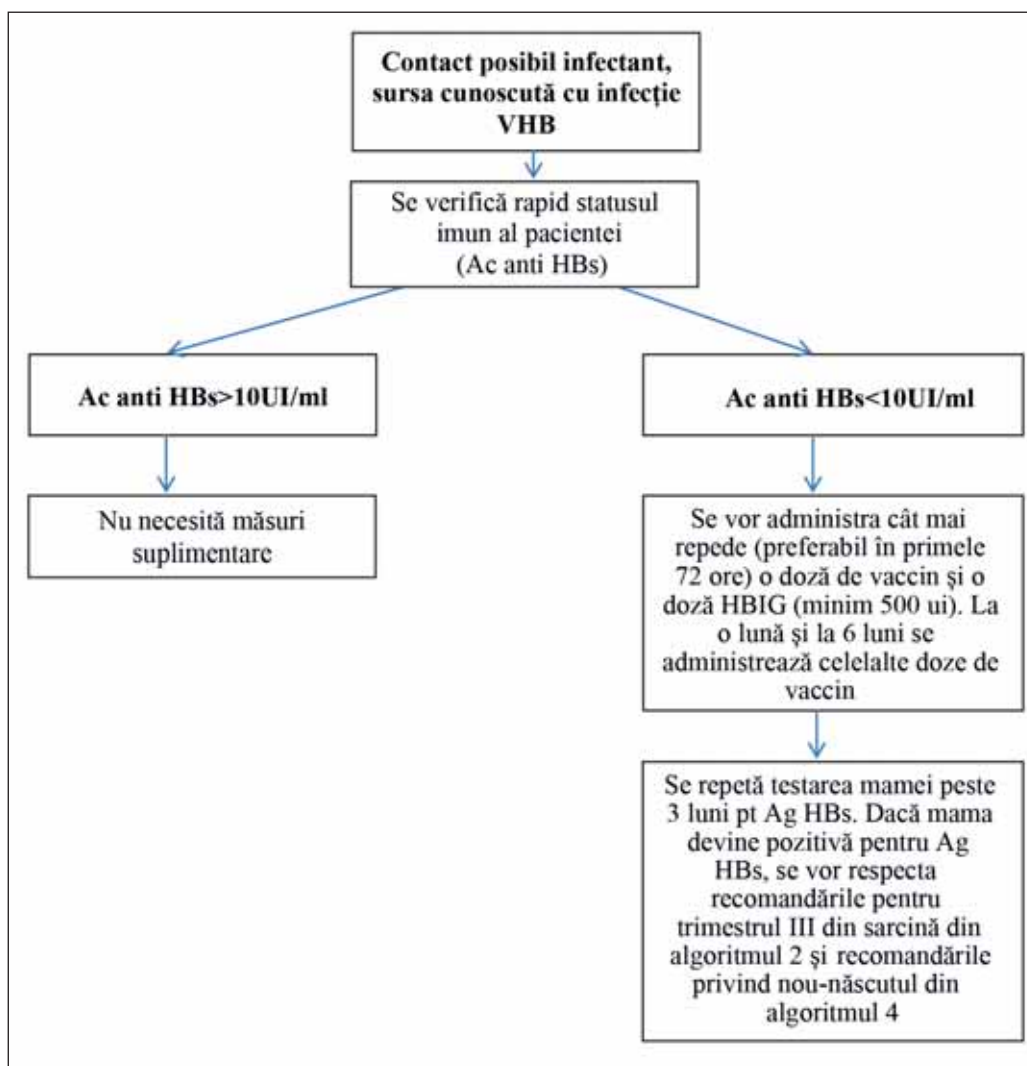 Contact posibil infectant,
sursa cunoscută cu infecție
VHB
Se verifică rapid statusul
imun al pacientei
(Ac anti HBs)
Ac anti HBs>10UI/ml
Ac anti HBs<10UI/ml
Nu necesită măsuri
suplimentare
Se vor administra cât mai
repede (preferabil în primele
72 ore) o doză de vaccin și o
doză HBIG (minim 500 ui). La
o lună și la 6 luni se
administrează celelalte doze de
vaccin
Se repetă testarea mamei peste
3 luni pt Ag HBs. Dacă mama
devine pozitivă pentru Ag
HBs, se vor respecta
recomandările pentru
trimestrul III din sarcină din
algoritmul 2 și recomandările
privind nou-născutul din
algoritmul 4